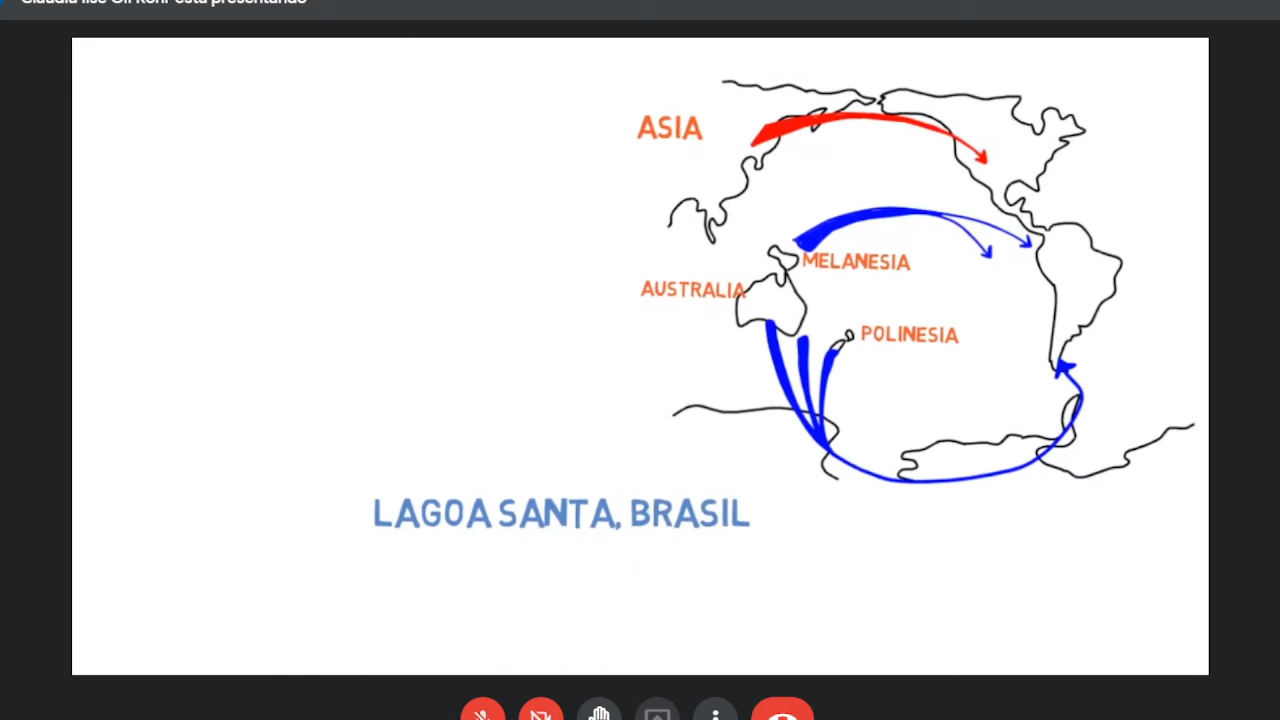 ASIA
MELANESIA
AUSTRALIA
POLINESIA
LAGOA SANTA, BRASIL